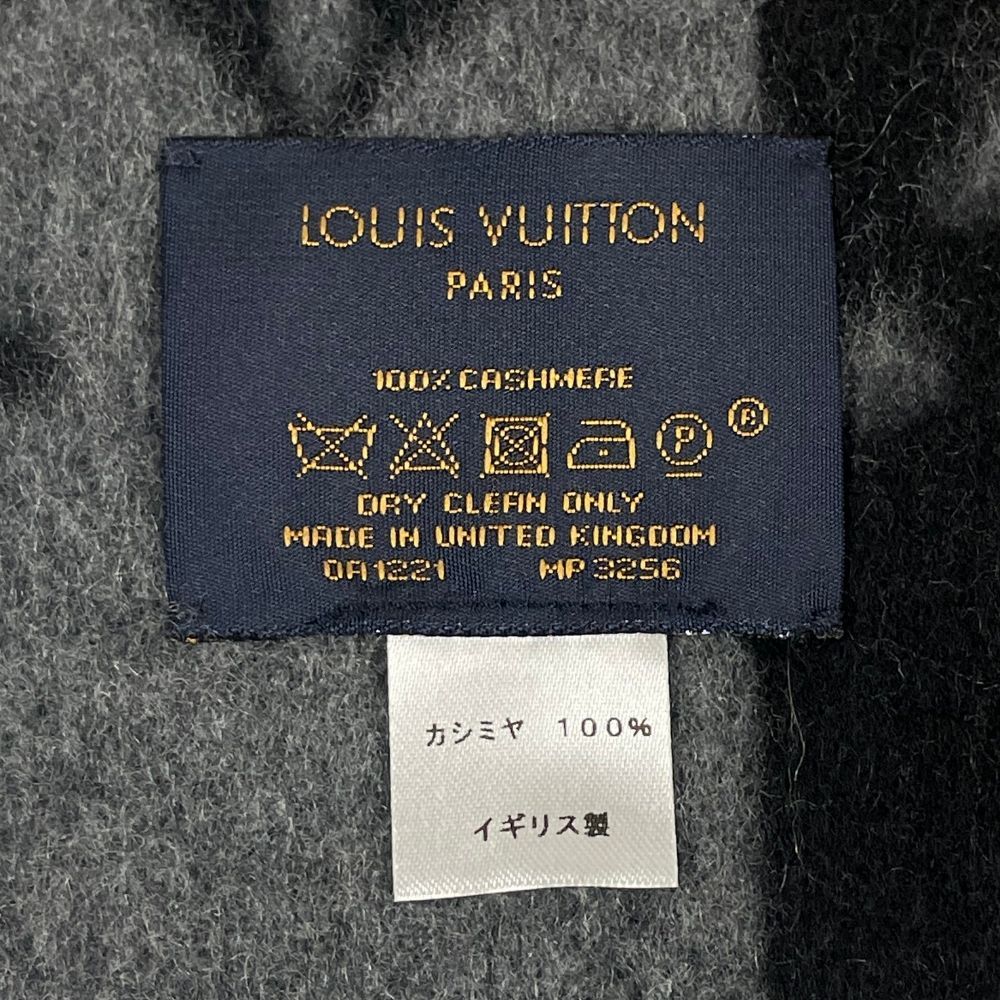 LOUIS VUITTON
PARIS
100% CASHMERE
P ®
DRY CLEAN ONLY
MADE IN UNITED KINGDOM
OA1221 MP3256
カシミヤ 100%
イギリス製